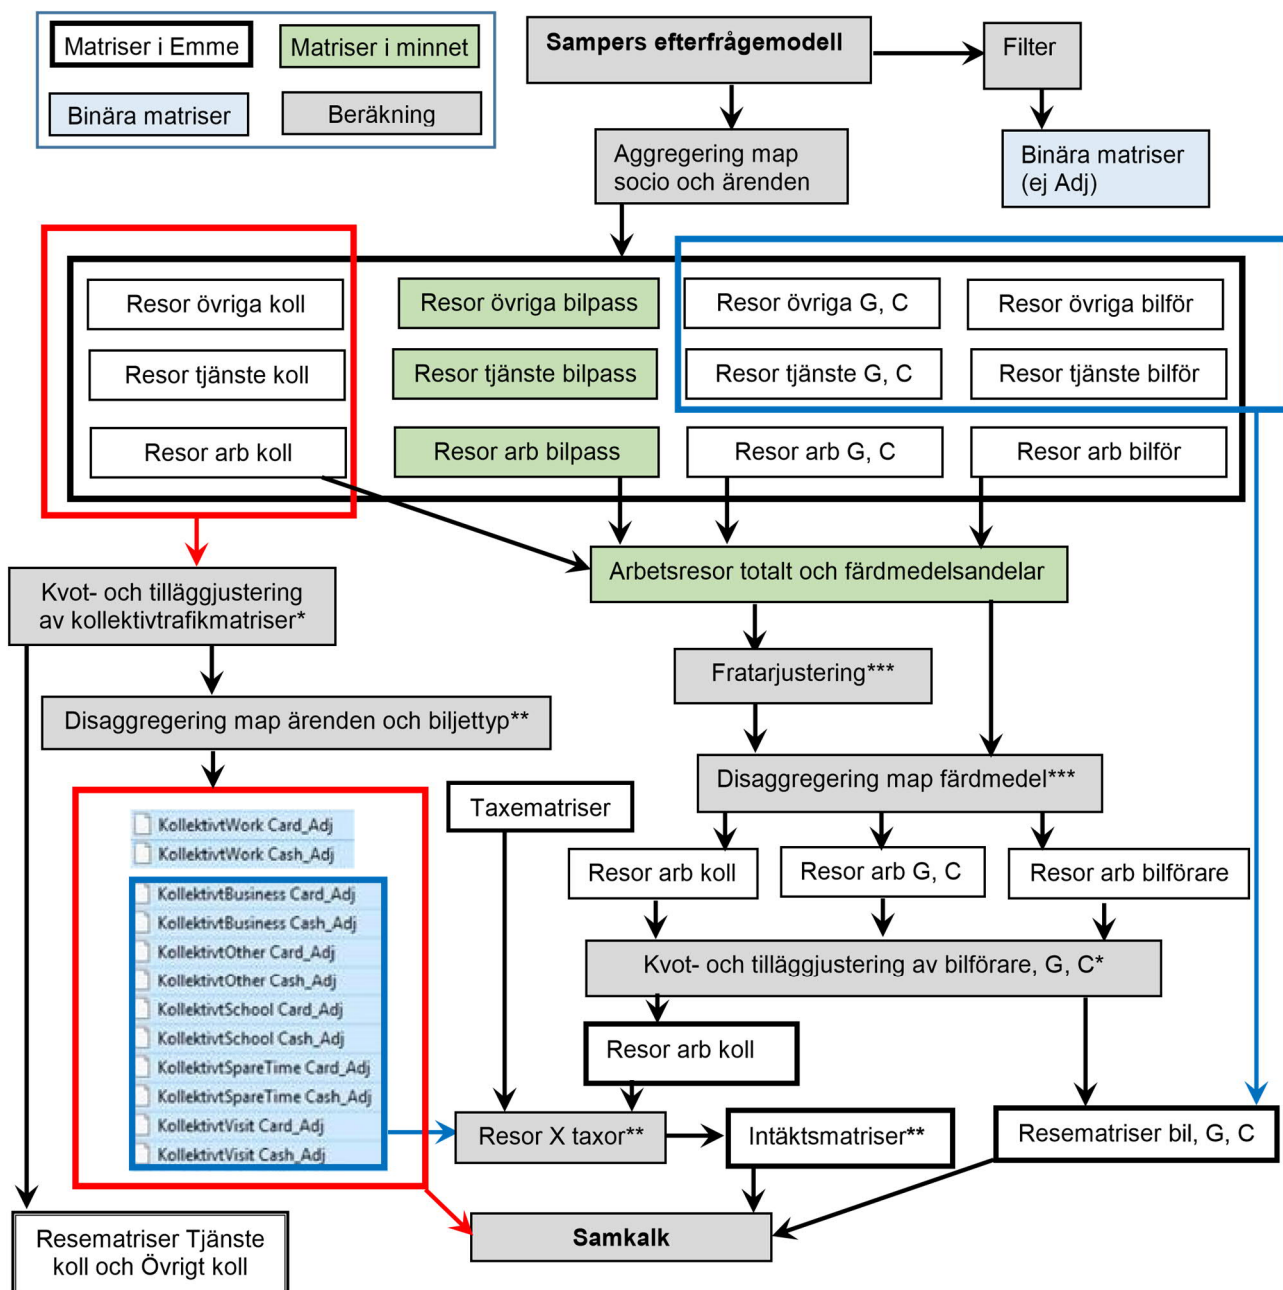 Matriser i Emme
Matriser i minnet
Binära matriser
Beräkning
Sampers efterfrågemodell
Filter
Aggregering map
socio och ärenden
Binära matriser
(ej Adj)
Resor övriga koll
Resor övriga bilpass
Resor övriga G, C
Resor övriga bilför
Resor tjänste koll
Resor tjänste bilpass
Resor tjänste G, C
Resor tjänste bilför
Resor arb koll
Resor arb bilpass
Resor arb G, C
Resor arb bilför
Arbetsresor totalt och färdmedelsandelar
Kvot- och tilläggjustering
av kollektivtrafikmatriser*
Fratarjustering***
Disaggregering map ärenden och biljettyp**
Disaggregering map färdmedel***
Taxematriser
KollektivtWork Card_Adj
KollektivtWork Cash_Adj
KollektivtBusiness Card_Adj
KollektivtBusiness Cash_Adj
KollektivtOther Card_Adj
KollektivtOther Cash_Adj
KollektivtSchool Card_Adj
KollektivtSchool Cash_Adj
KollektivtSpareTime Card_Adj
KollektivtSpareTime Cash_Adj
KollektivtVisit Card_Adj
KollektivtVisit Cash_Adj
Resor arb koll
Resor arb G, C
Resor arb bilförare
Kvot- och tilläggjustering av bilförare, G, C*
Resor arb koll
Resor X taxor**
Intäktsmatriser**
Resematriser bil, G, C
Resematriser Tjänste
koll och Övrigt koll
Samkalk